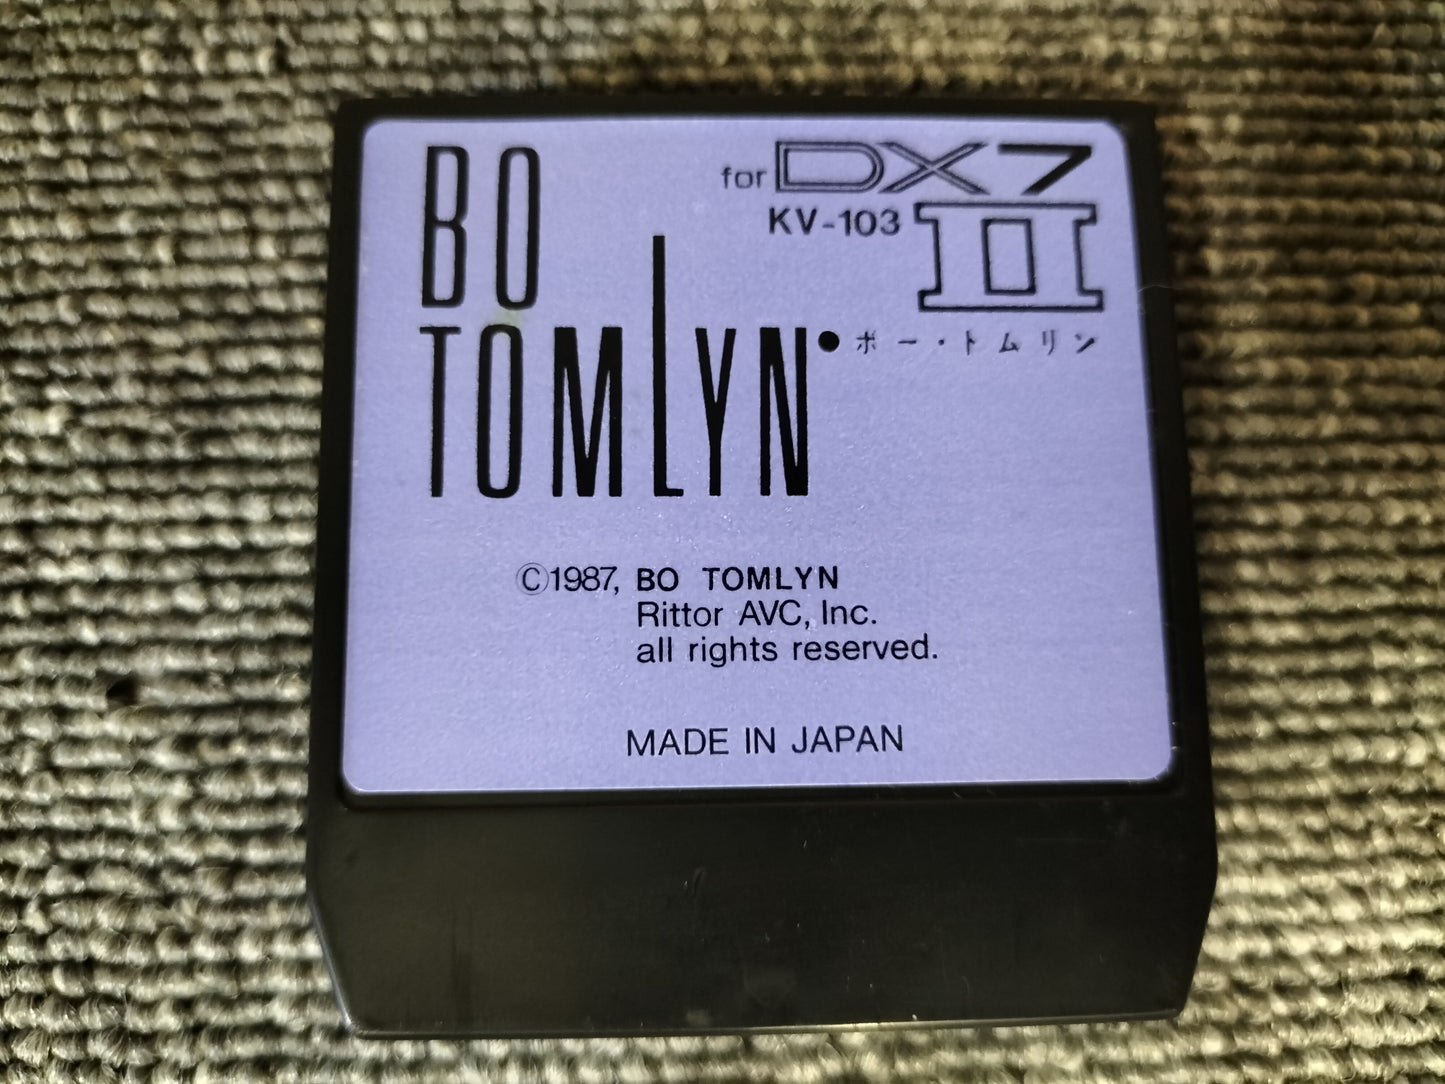 BO
TOMLYN
for DX7
KV-103 II
● ボー・トムリン
©1987, BO TOMLYN
Rittor AVC, Inc.
all rights reserved.
MADE IN JAPAN